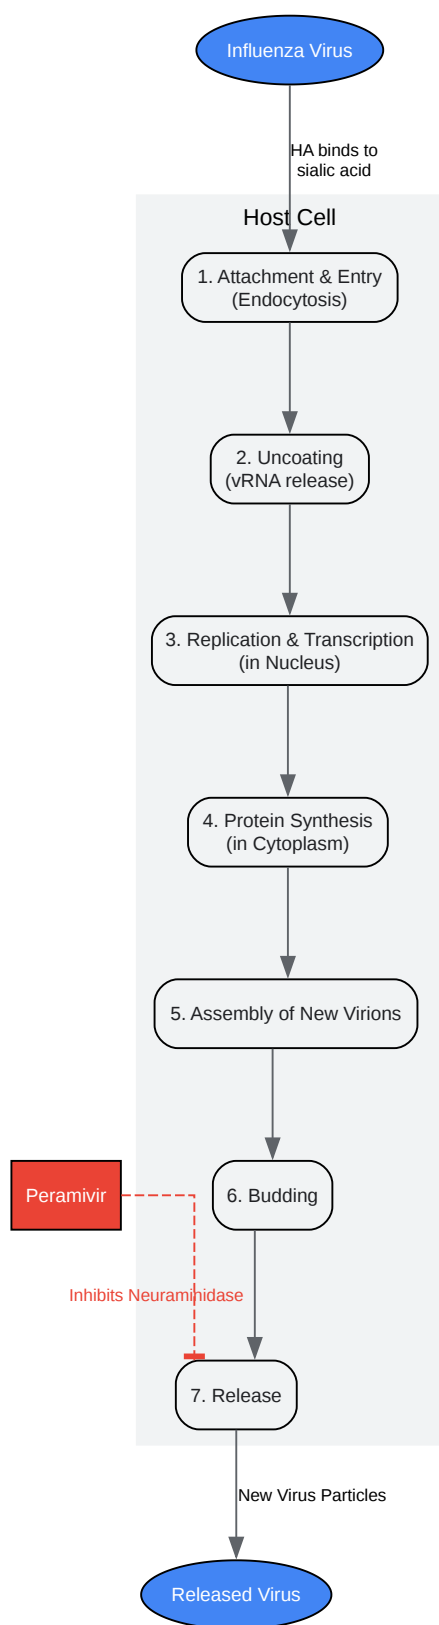 Influenza Virus
HA binds to
sialic acid
Host Cell
1. Attachment & Entry
(Endocytosis)
2. Uncoating
(vRNA release)
3. Replication & Transcription
(in Nucleus)
4. Protein Synthesis
(in Cytoplasm)
5. Assembly of New Virions
Peramivir
6. Budding
Inhibits Neuraminidase
7. Release
New Virus Particles
Released Virus